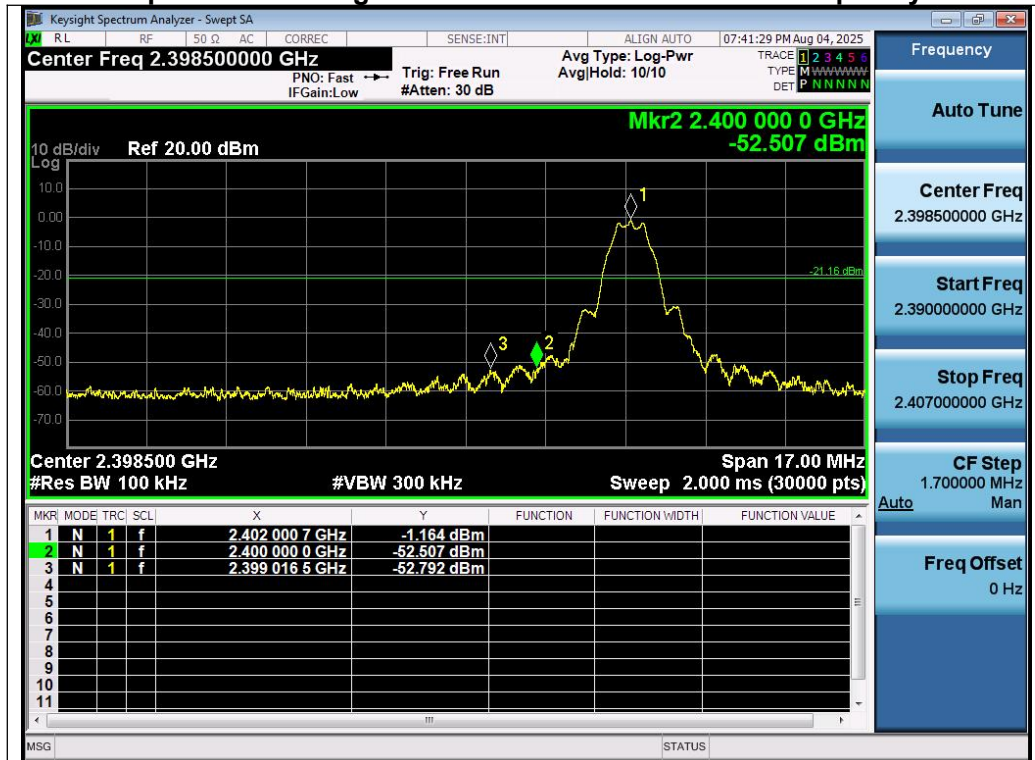 Keysight Spectrum Analyzer - Swept SA
LXI RL RF 50 Ω AC CORREC SENSE:INT ALIGN AUTO 07:41:29 PM Aug 04, 2025
Center Freq 2.398500000 GHz
PNO: Fast
IFGain:Low
Trig: Free Run
#Atten: 30 dB
Avg Type: Log-Pwr
Avg|Hold: 10/10
TRACE 1 2 3 4 5 6
TYPE M WWWWW
DET P N N N N N
Mkr2 2.400 000 0 GHz
-52.507 dBm
10 dB/div Ref 20.00 dBm
Log
10.0
0.00
-10.0
-20.0
-30.0
-40.0
-50.0
-60.0
-70.0
1
2
3
-21.16 dBm
Center 2.398500 GHz Span 17.00 MHz
#Res BW 100 kHz #VBW 300 kHz Sweep 2.000 ms (30000 pts)
MKR MODE TRC SCL X Y FUNCTION FUNCTION WIDTH FUNCTION VALUE
1 N 1 f 2.402 000 7 GHz -1.164 dBm
2 N 1 f 2.400 000 0 GHz -52.507 dBm
3 N 1 f 2.399 016 5 GHz -52.792 dBm
4
5
6
7
8
9
10
11
MSG STATUS
Frequency
Auto Tune
Center Freq
2.398500000 GHz
Start Freq
2.390000000 GHz
Stop Freq
2.407000000 GHz
CF Step
1.700000 MHz
Auto Man
Freq Offset
0 Hz